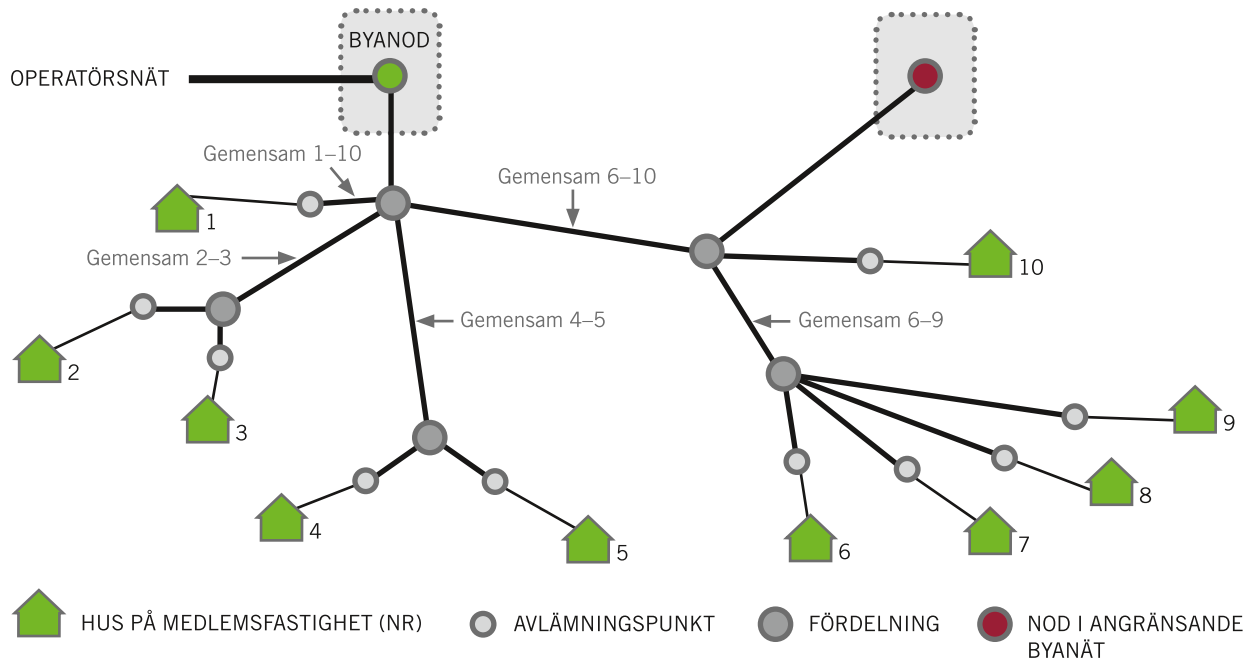 BYANOD
OPERATÖRSNÄT
Gemensam 1–10
Gemensam 6–10
1
Gemensam 2–3
10
Gemensam 4–5
Gemensam 6–9
2
3
9
8
4
5
6
7
HUS PÅ MEDLEMSFASTIGHET (NR)
AVLÄMNINGSPUNKT
FÖRDELNING
NOD I ANGRÄNSANDE
BYANÄT